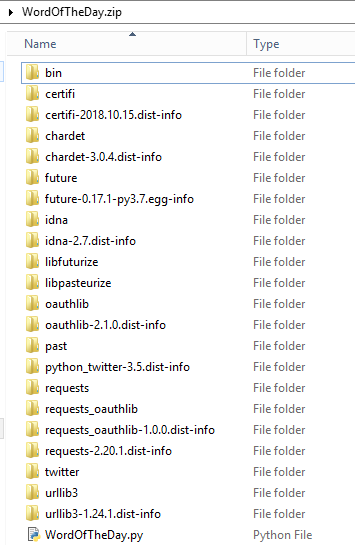 WordOfTheDay.zip
Name Type
bin File folder
certifi File folder
certifi-2018.10.15.dist-info File folder
chardet File folder
chardet-3.0.4.dist-info File folder
future File folder
future-0.17.1-py3.7.egg-info File folder
idna File folder
idna-2.7.dist-info File folder
libfuturize File folder
libpasteurize File folder
oauthlib File folder
oauthlib-2.1.0.dist-info File folder
past File folder
python_twitter-3.5.dist-info File folder
requests File folder
requests_oauthlib File folder
requests_oauthlib-1.0.0.dist-info File folder
requests-2.20.1.dist-info File folder
twitter File folder
urllib3 File folder
urllib3-1.24.1.dist-info File folder
WordOfTheDay.py Python File